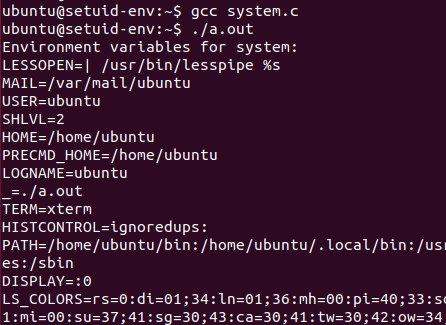 ubuntu@setuid-env:~$ gcc system.c
ubuntu@setuid-env:~$ ./a.out
Environment variables for system:
LESSOPEN=| /usr/bin/lesspipe %s
MAIL=/var/mail/ubuntu
USER=ubuntu
SHLVL=2
HOME=/home/ubuntu
PRECMD_HOME=/home/ubuntu
LOGNAME=ubuntu
_=./a.out
TERM=xterm
HISTCONTROL=ignoredups:
PATH=/home/ubuntu/bin:/home/ubuntu/.local/bin:/usr
es:/sbin
DISPLAY=:0
LS_COLORS=rs=0:di=01;34:ln=01;36:mh=00:pi=40;33:so
1:mi=00:su=37;41:sg=30;43:ca=30;41:tw=30;42:ow=34